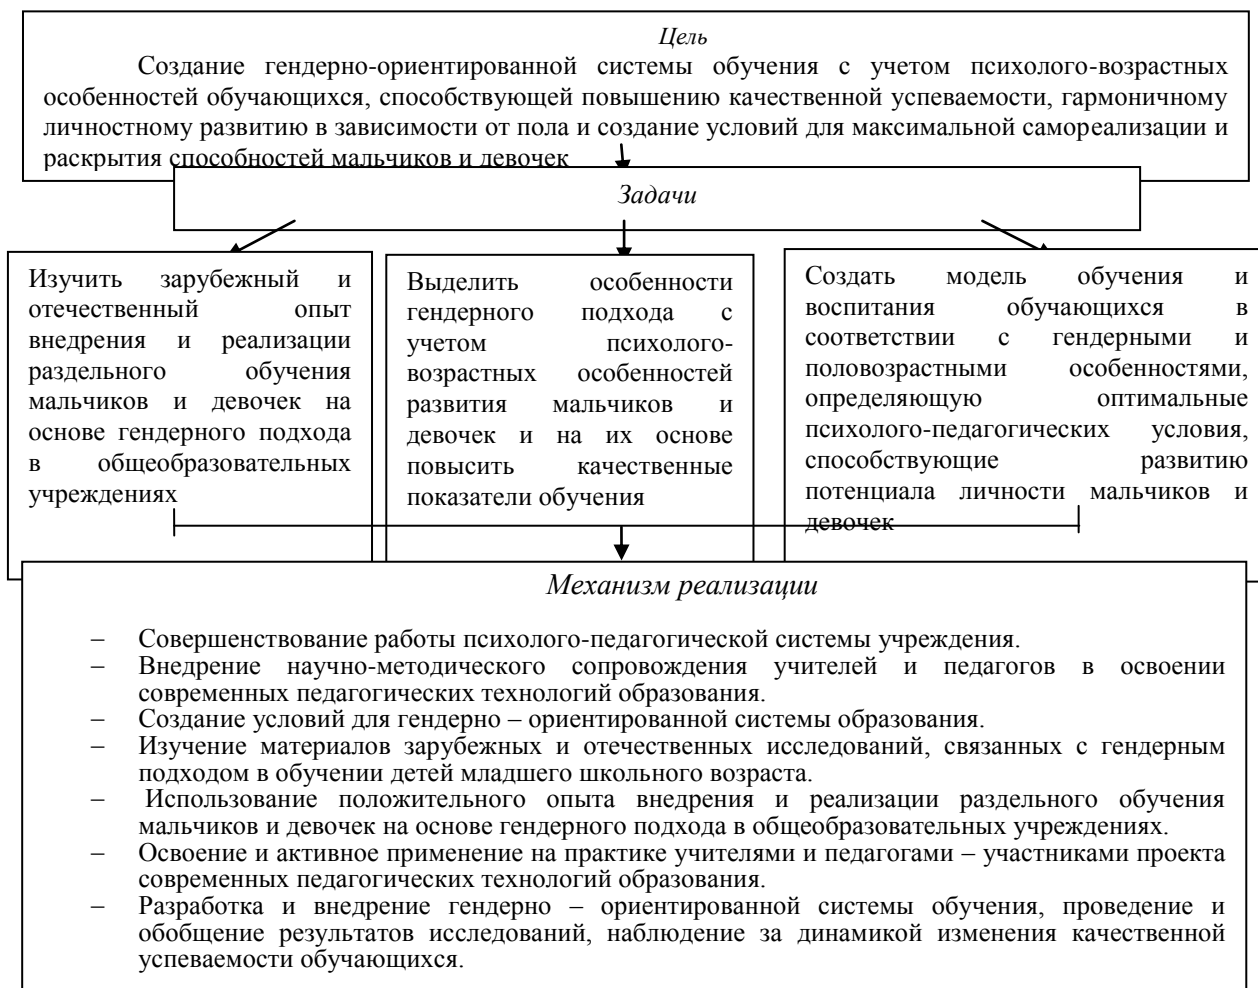 Цель
Создание гендерно-ориентированной системы обучения с учетом психолого-возрастных
особенностей обучающихся, способствующей повышению качественной успеваемости, гармоничному
личностному развитию в зависимости от пола и создание условий для максимальной самореализации и
раскрытия способностей мальчиков и девочек
Задачи
Изучить зарубежный и
отечественный опыт
внедрения и реализации
раздельного обучения
мальчиков и девочек на
основе гендерного подхода
в общеобразовательных
учреждениях
Выделить особенности
гендерного подхода с
учетом психолого-
возрастных особенностей
развития мальчиков и
девочек и на их основе
повысить качественные
показатели обучения
Создать модель обучения и
воспитания обучающихся в
соответствии с гендерными и
половозрастными особенностями,
определяющую оптимальные
психолого-педагогических условия,
способствующие развитию
потенциала личности мальчиков и
девочек
Механизм реализации
– Совершенствование работы психолого-педагогической системы учреждения.
– Внедрение научно-методического сопровождения учителей и педагогов в освоении
современных педагогических технологий образования.
– Создание условий для гендерно – ориентированной системы образования.
– Изучение материалов зарубежных и отечественных исследований, связанных с гендерным
подходом в обучении детей младшего школьного возраста.
– Использование положительного опыта внедрения и реализации раздельного обучения
мальчиков и девочек на основе гендерного подхода в общеобразовательных учреждениях.
– Освоение и активное применение на практике учителями и педагогами – участниками проекта
современных педагогических технологий образования.
– Разработка и внедрение гендерно – ориентированной системы обучения, проведение и
обобщение результатов исследований, наблюдение за динамикой изменения качественной
успеваемости обучающихся.